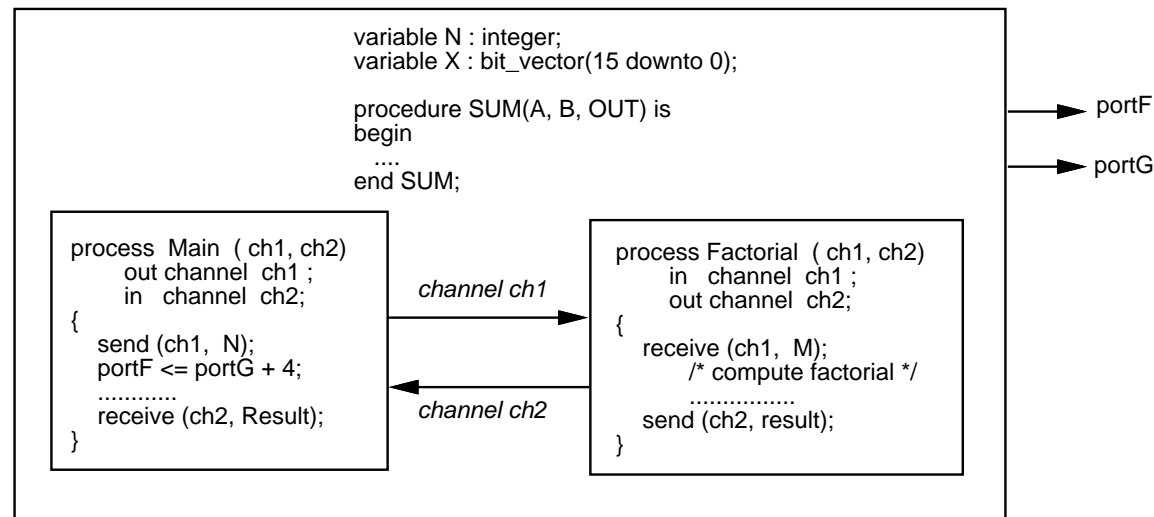 variable N : integer;
variable X : bit_vector(15 downto 0);
procedure SUM(A, B, OUT) is
begin
....
end SUM;
portF
portG
process Main ( ch1, ch2)
out channel ch1 ;
in channel ch2;
{
send (ch1, N);
portF <= portG + 4;
............
receive (ch2, Result);
}
channel ch1
channel ch2
process Factorial ( ch1, ch2)
in channel ch1 ;
out channel ch2;
{
receive (ch1, M);
/* compute factorial */
................
send (ch2, result);
}